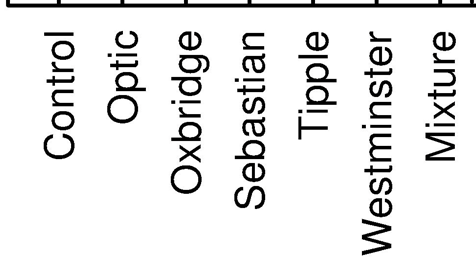 Control
Optic
Oxbridge
Sebastian
Tipple
Westminster
Mixture